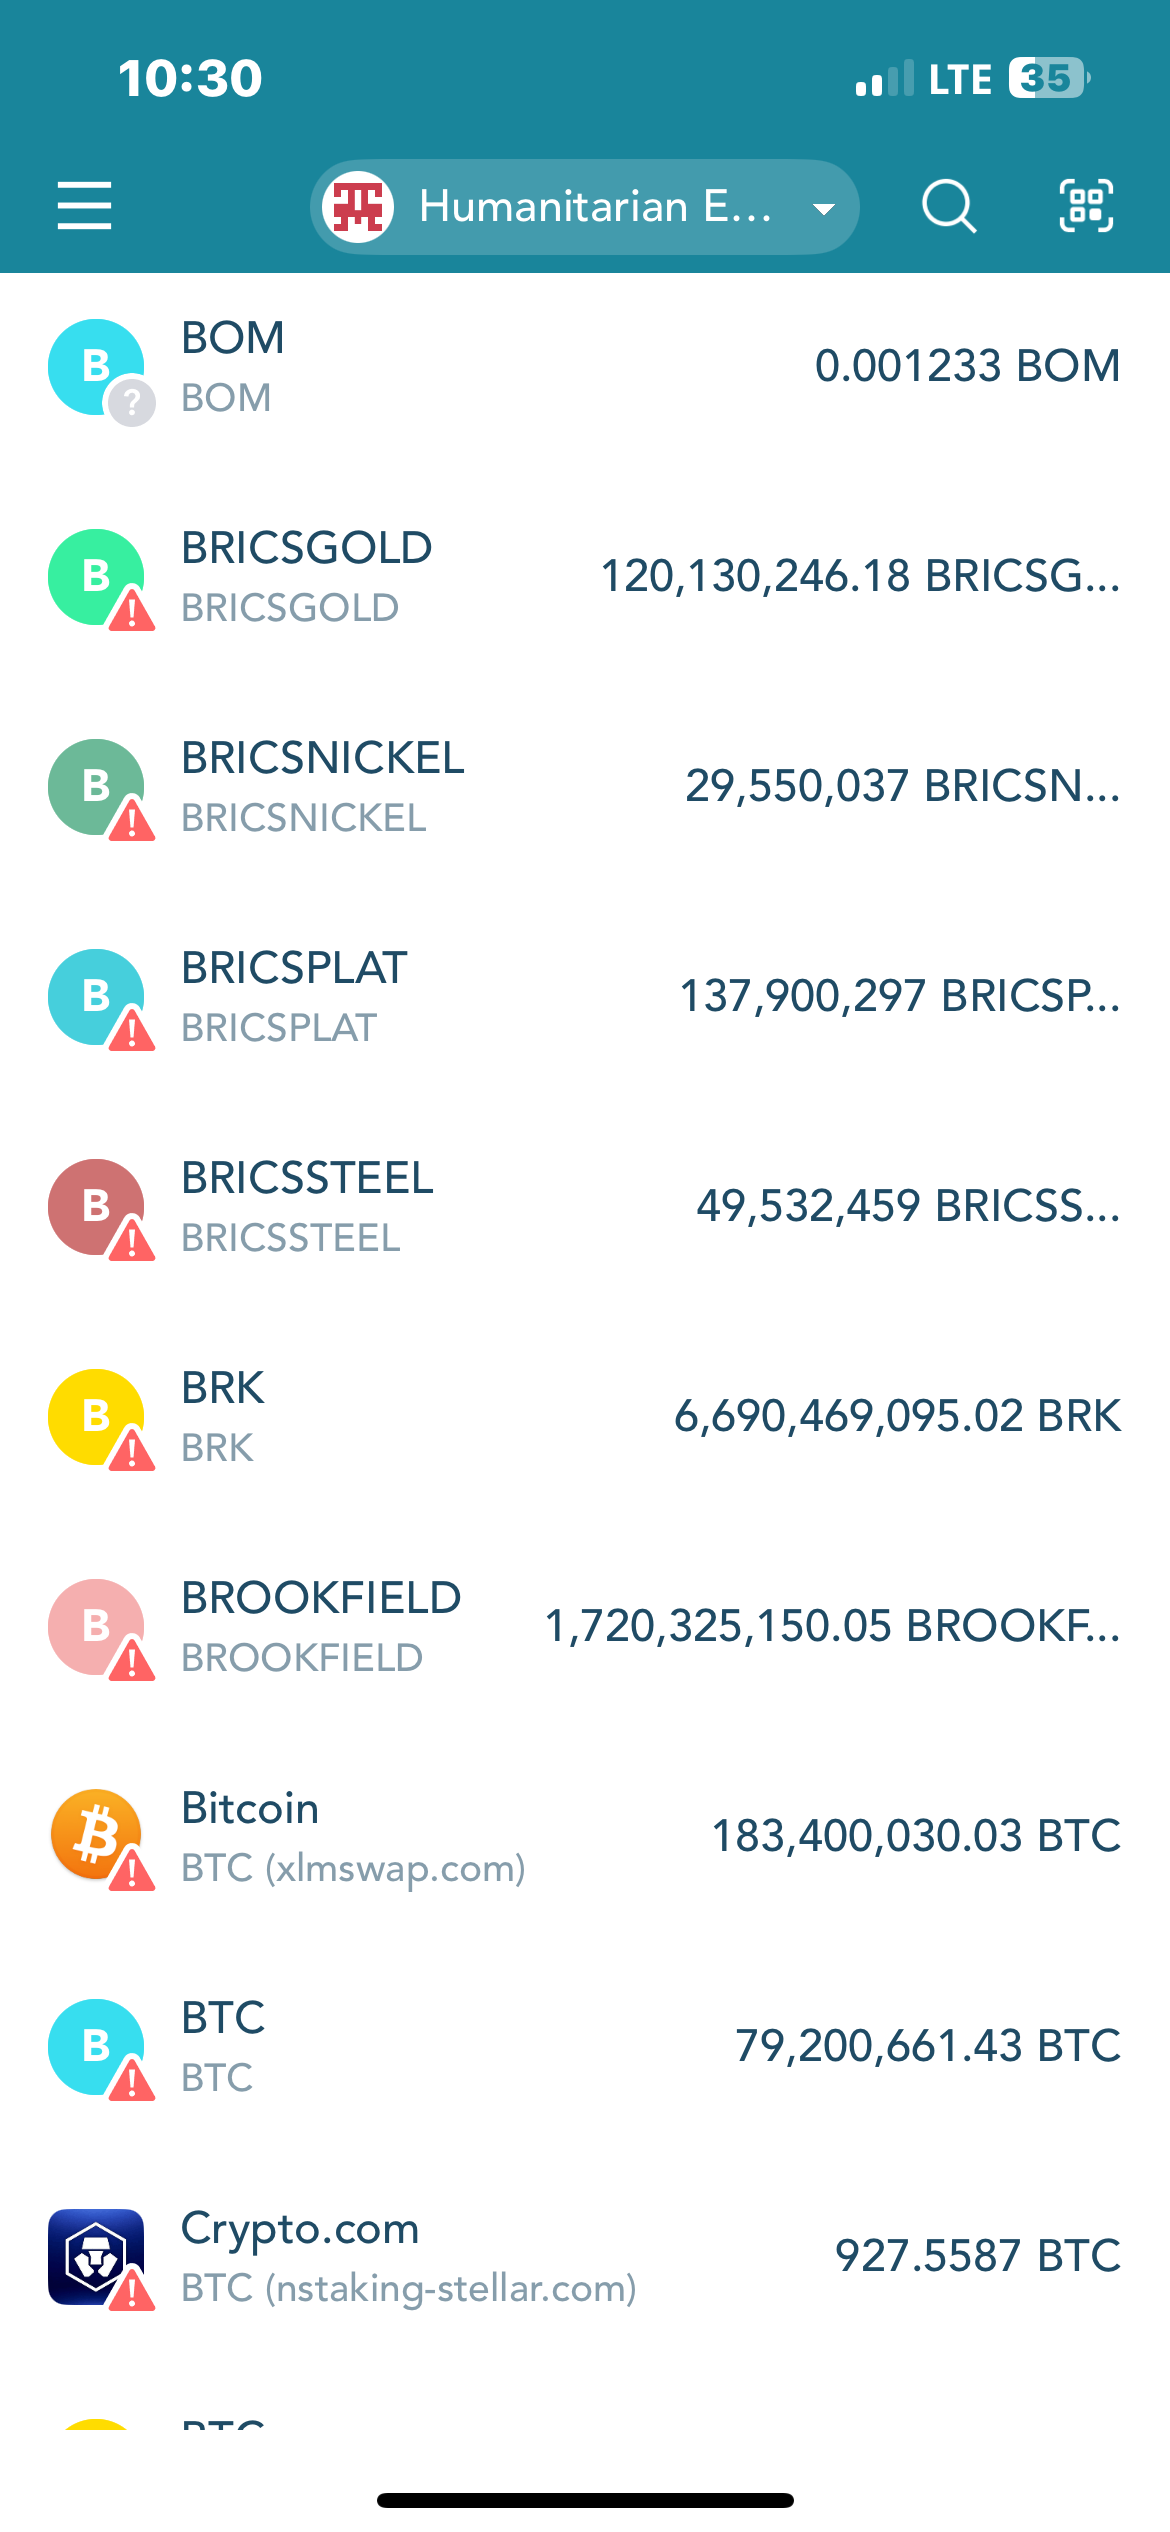 10:30
LTE 35
Humanitarian E...
B
BOM
BOM
0.001233 BOM
?
B
BRICSGOLD
BRICSGOLD
120,130,246.18 BRICSG...
!
B
BRICSNICKEL
BRICSNICKEL
29,550,037 BRICSN...
!
B
BRICSPLAT
BRICSPLAT
137,900,297 BRICSP...
!
B
BRICSSTEEL
BRICSSTEEL
49,532,459 BRICSS...
!
B
BRK
BRK
6,690,469,095.02 BRK
!
B
BROOKFIELD
BROOKFIELD
1,720,325,150.05 BROOKF...
!
Bitcoin
BTC (xlmswap.com)
183,400,030.03 BTC
!
B
BTC
BTC
79,200,661.43 BTC
!
Crypto.com
BTC (nstaking-stellar.com)
927.5587 BTC
!